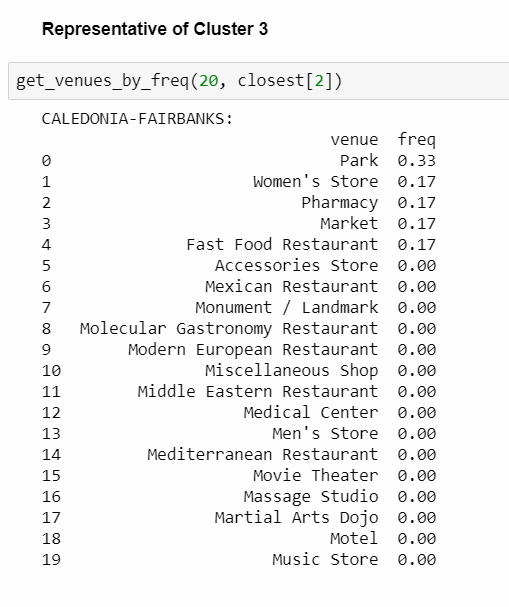 Representative of Cluster 3
get_venues_by_freq(20, closest[2])
CALEDONIA-FAIRBANKS:
venue freq
0 Park 0.33
1 Women's Store 0.17
2 Pharmacy 0.17
3 Market 0.17
4 Fast Food Restaurant 0.17
5 Accessories Store 0.00
6 Mexican Restaurant 0.00
7 Monument / Landmark 0.00
8 Molecular Gastronomy Restaurant 0.00
9 Modern European Restaurant 0.00
10 Miscellaneous Shop 0.00
11 Middle Eastern Restaurant 0.00
12 Medical Center 0.00
13 Men's Store 0.00
14 Mediterranean Restaurant 0.00
15 Movie Theater 0.00
16 Massage Studio 0.00
17 Martial Arts Dojo 0.00
18 Motel 0.00
19 Music Store 0.00